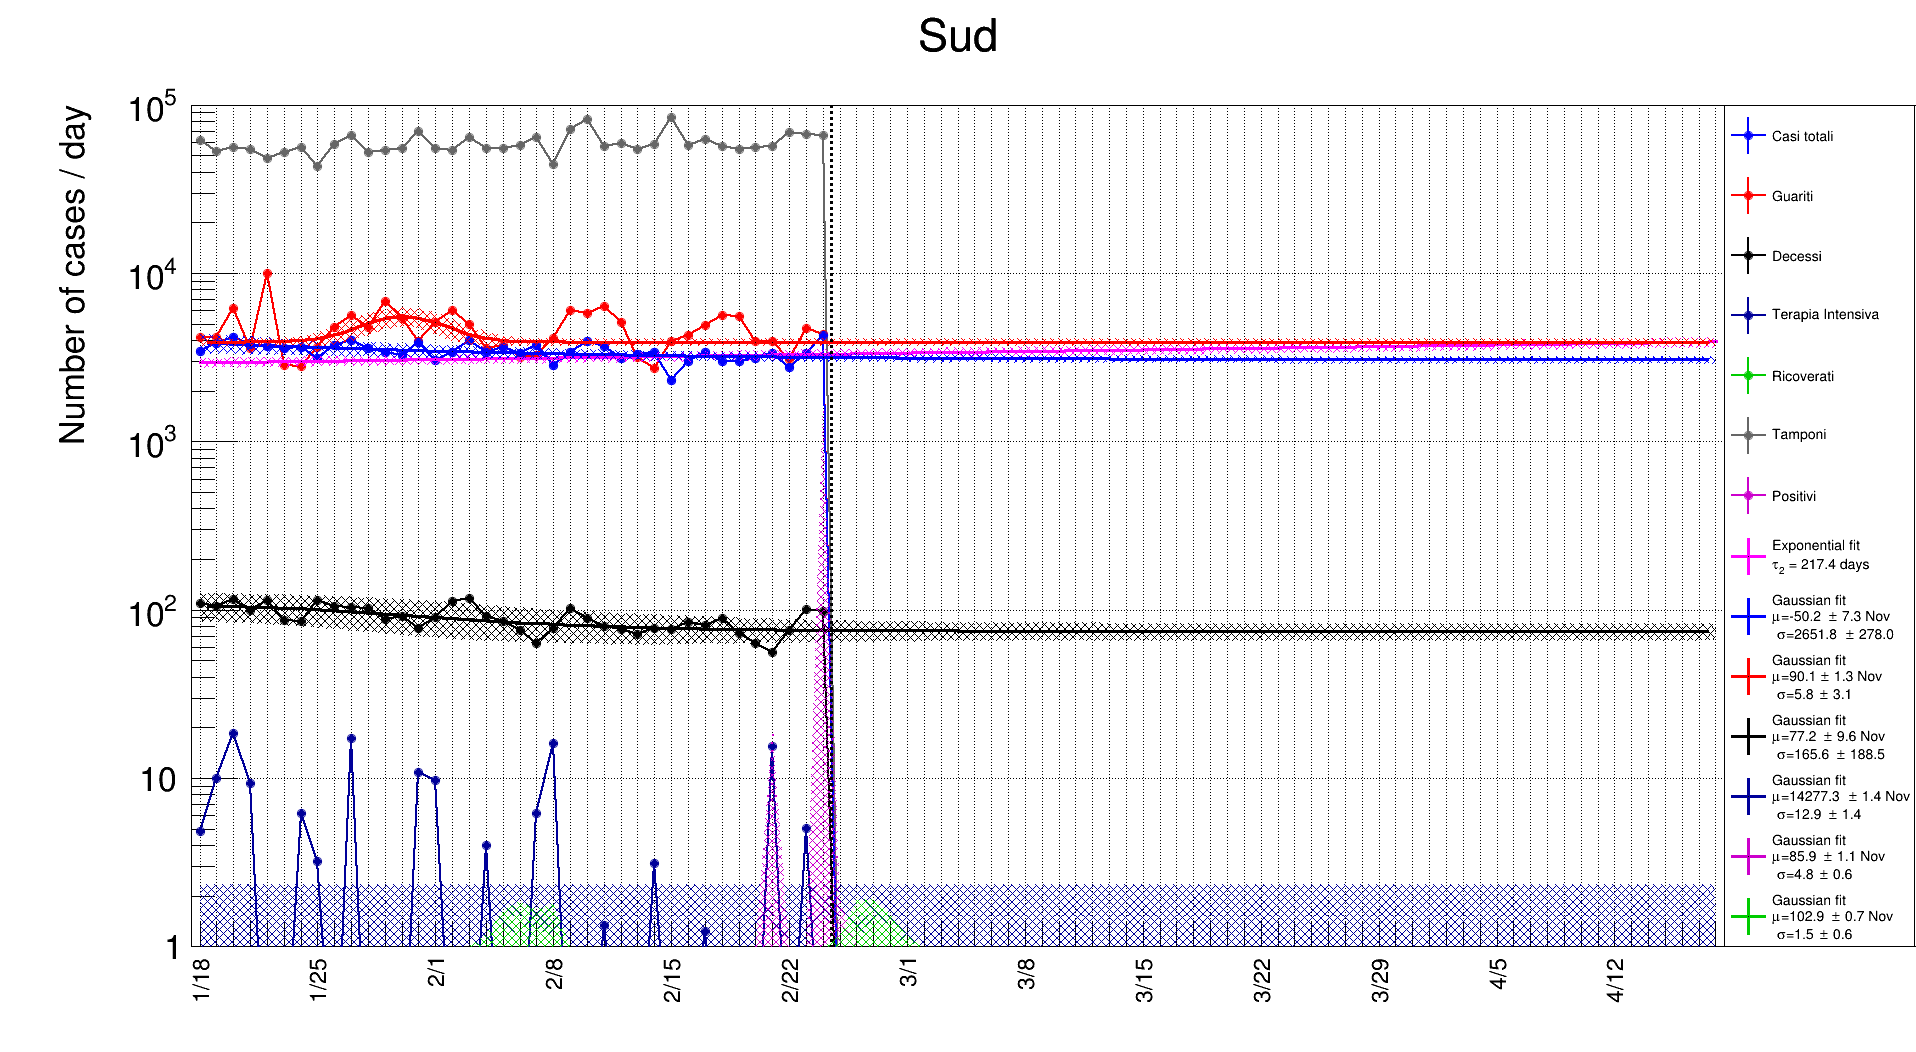 Sud
Number of cases / day
10^5
10^4
10^3
10^2
10
1
1/18
1/25
2/1
2/8
2/15
2/22
3/1
3/8
3/15
3/22
3/29
4/5
4/12
Casi totali
Guariti
Decessi
Terapia Intensiva
Ricoverati
Tamponi
Positivi
Exponential fit
τ_2 = 217.4 days
Gaussian fit
μ=-50.2 ± 7.3 Nov
σ=2651.8 ± 278.0
Gaussian fit
μ=90.1 ± 1.3 Nov
σ=5.8 ± 3.1
Gaussian fit
μ=77.2 ± 9.6 Nov
σ=165.6 ± 188.5
Gaussian fit
μ=14277.3 ± 1.4 Nov
σ=12.9 ± 1.4
Gaussian fit
μ=85.9 ± 1.1 Nov
σ=4.8 ± 0.6
Gaussian fit
μ=102.9 ± 0.7 Nov
σ=1.5 ± 0.6